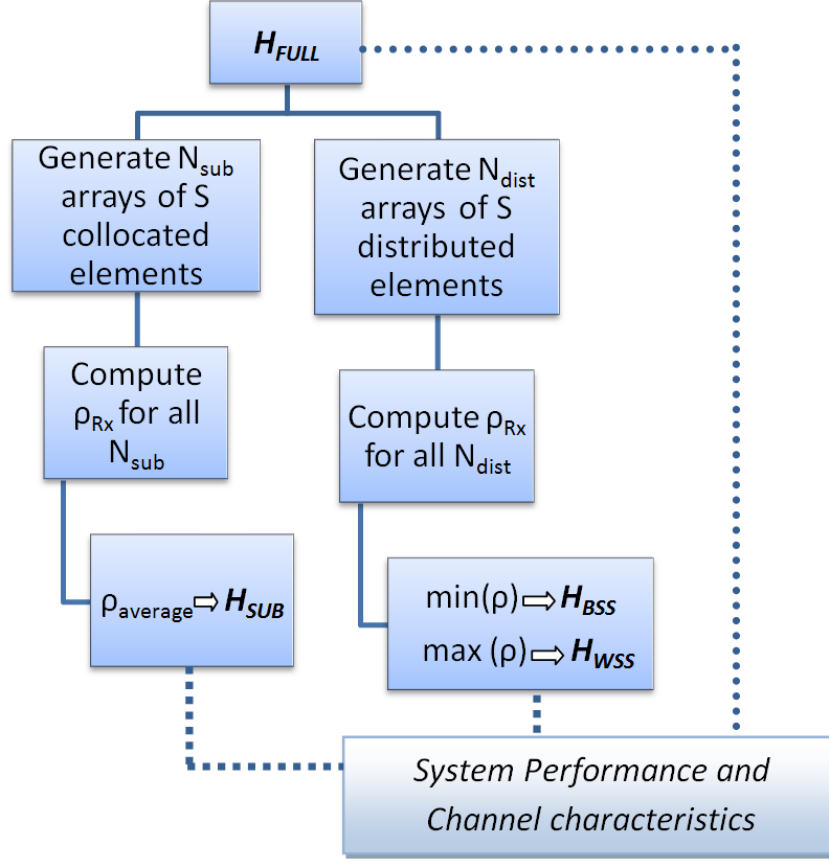 H_FULL
Generate N_sub
arrays of S
collocated
elements
Generate N_dist
arrays of S
distributed
elements
Compute
ρ_Rx for all
N_sub
Compute ρ_Rx
for all N_dist
ρ_average ⇨ H_SUB
min(ρ) ⇨ H_BSS
max (ρ) ⇨ H_WSS
System Performance and
Channel characteristics